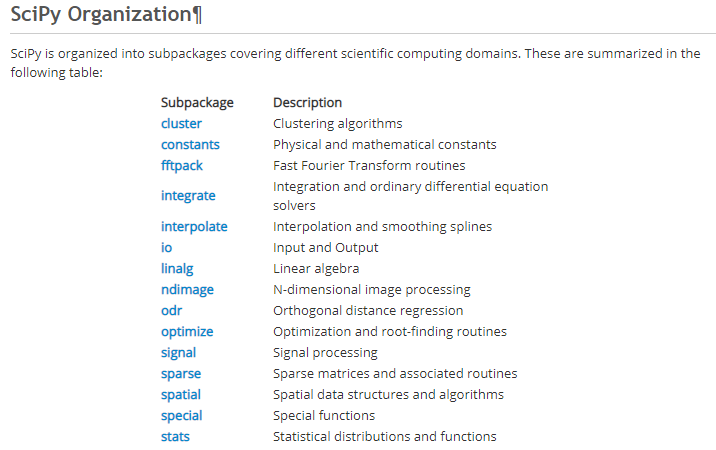 SciPy Organization¶
SciPy is organized into subpackages covering different scientific computing domains. These are summarized in the
following table:
Subpackage Description
cluster Clustering algorithms
constants Physical and mathematical constants
fftpack Fast Fourier Transform routines
integrate Integration and ordinary differential equation
solvers
interpolate Interpolation and smoothing splines
io Input and Output
linalg Linear algebra
ndimage N-dimensional image processing
odr Orthogonal distance regression
optimize Optimization and root-finding routines
signal Signal processing
sparse Sparse matrices and associated routines
spatial Spatial data structures and algorithms
special Special functions
stats Statistical distributions and functions